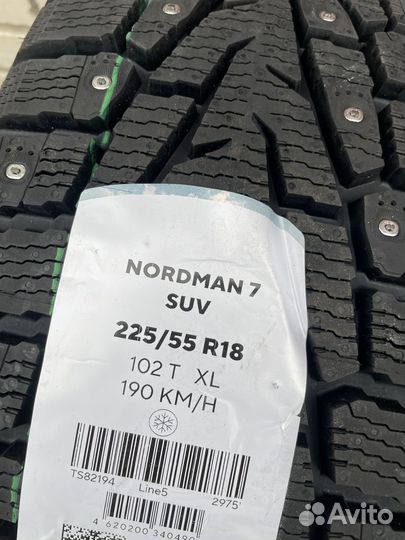 NORDMAN 7
SUV
225/55 R18
102 T XL
190 KM/H
TS82194 Line5 2975
4 620200 340490
Avito